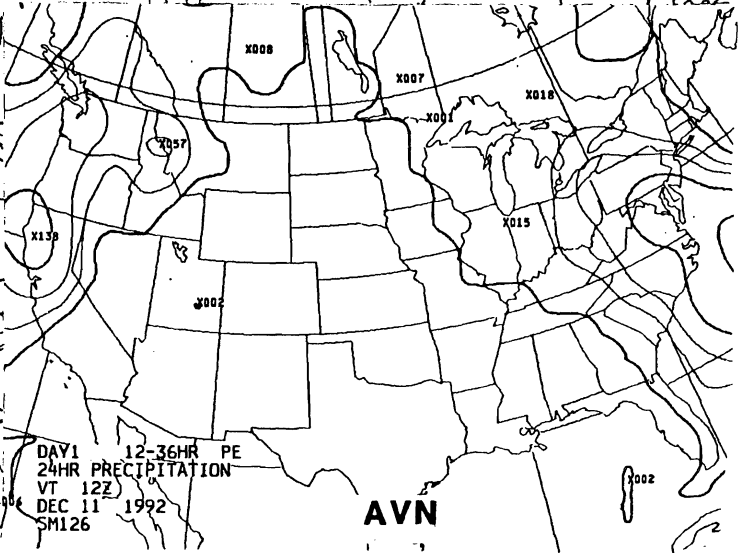 X008
X007
X018
X001
X057
X138
X015
X002
DAY1 12-36HR PE
24HR PRECIPITATION
VT 12Z
DEC 11 1992
SM126
X002
AVN
2